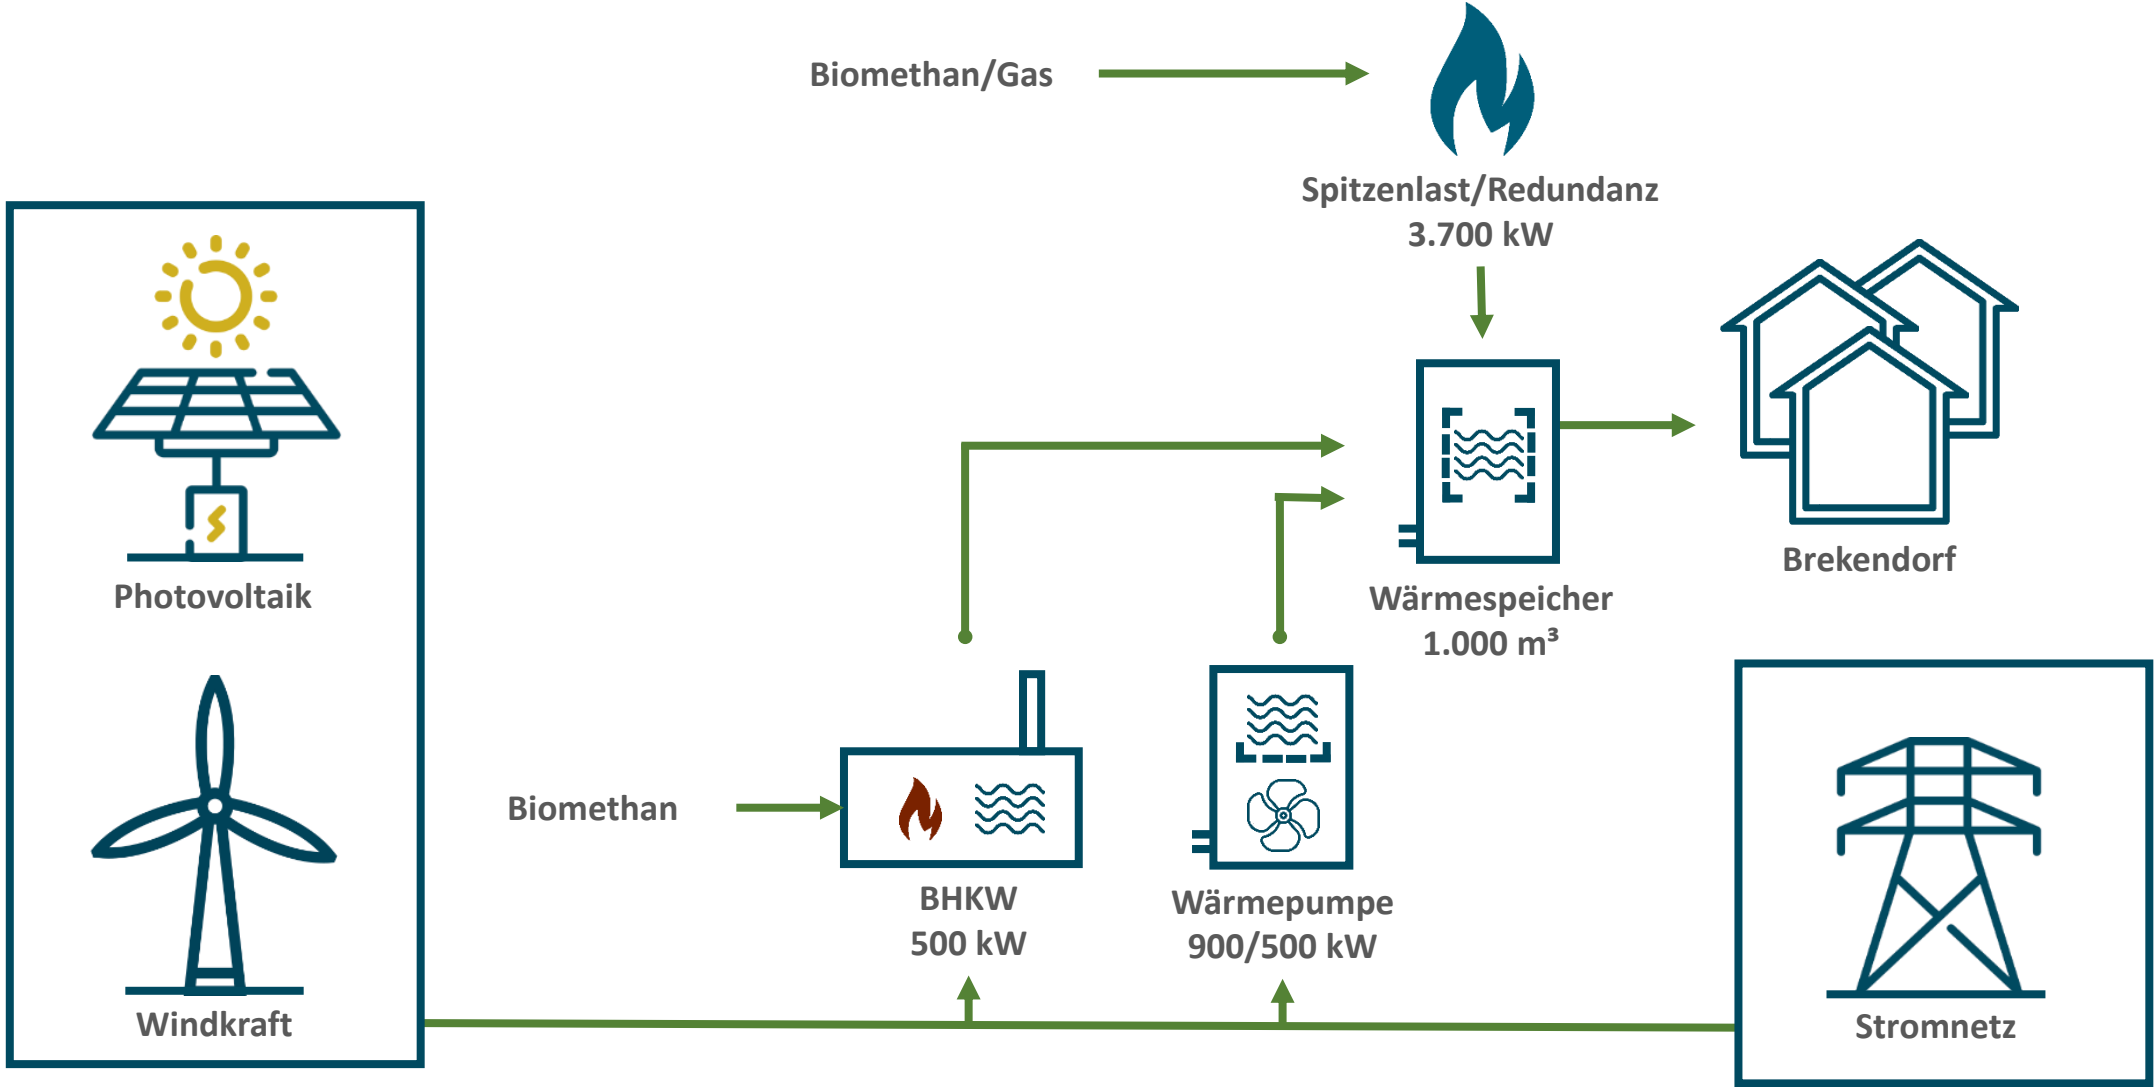 Biomethan/Gas
Spitzenlast/Redundanz
3.700 kW
Photovoltaik
Windkraft
Brekendorf
Wärmespeicher
1.000 m³
Biomethan
BHKW
500 kW
Wärmepumpe
900/500 kW
Stromnetz